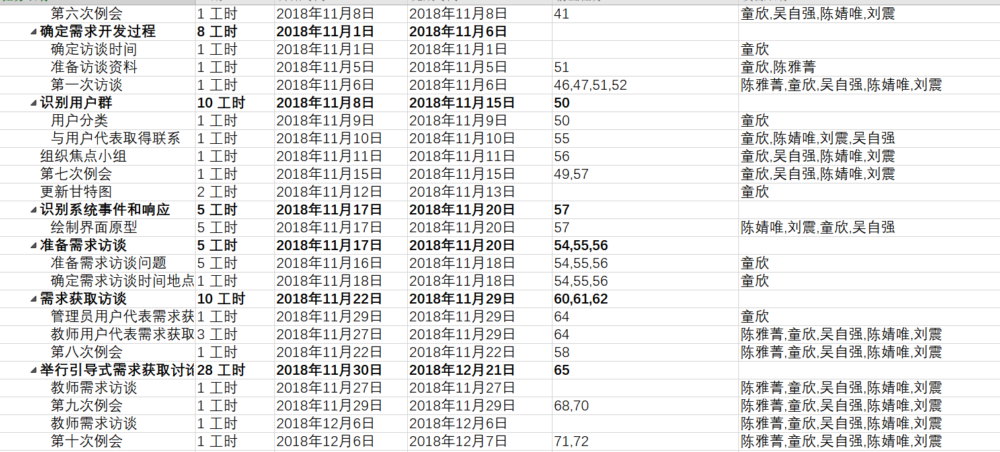 第六次例会 1 工时 2018年11月8日 2018年11月8日 41 童欣,吴自强,陈婧唯,刘震
确定需求开发过程 8 工时 2018年11月1日 2018年11月6日
确定访谈时间 1 工时 2018年11月1日 2018年11月1日 童欣
准备访谈资料 1 工时 2018年11月5日 2018年11月5日 51 童欣,陈雅菁
第一次访谈 1 工时 2018年11月6日 2018年11月6日 46,47,51,52 陈雅菁,童欣,吴自强,陈婧唯,刘震
识别用户群 10 工时 2018年11月8日 2018年11月15日 50
用户分类 1 工时 2018年11月9日 2018年11月9日 50 童欣
与用户代表取得联系 1 工时 2018年11月10日 2018年11月10日 55 童欣,陈婧唯,刘震,吴自强
组织焦点小组 1 工时 2018年11月11日 2018年11月11日 56 童欣,吴自强,陈婧唯,刘震
第七次例会 1 工时 2018年11月15日 2018年11月15日 49,57 童欣,吴自强,陈婧唯,刘震
更新甘特图 2 工时 2018年11月12日 2018年11月13日 童欣
识别系统事件和响应 5 工时 2018年11月17日 2018年11月20日 57
绘制界面原型 5 工时 2018年11月17日 2018年11月20日 57 陈婧唯,刘震,童欣,吴自强
准备需求访谈 5 工时 2018年11月17日 2018年11月20日 54,55,56
准备需求访谈问题 5 工时 2018年11月16日 2018年11月18日 54,55,56 童欣
确定需求访谈时间地点 1 工时 2018年11月18日 2018年11月18日 54,55,56 童欣
需求获取访谈 10 工时 2018年11月22日 2018年11月29日 60,61,62
管理员用户代表需求获 1 工时 2018年11月29日 2018年11月29日 64 童欣
教师用户代表需求获取 3 工时 2018年11月27日 2018年11月27日 64 陈雅菁,童欣,吴自强,陈婧唯,刘震
第八次例会 1 工时 2018年11月22日 2018年11月22日 58 陈雅菁,童欣,吴自强,陈婧唯,刘震
举行引导式需求获取讨论 28 工时 2018年11月30日 2018年12月21日 65
教师需求访谈 1 工时 2018年11月27日 2018年11月27日 陈雅菁,童欣,吴自强,陈婧唯,刘震
第九次例会 1 工时 2018年11月29日 2018年11月29日 68,70 陈雅菁,童欣,吴自强,陈婧唯,刘震
教师需求访谈 1 工时 2018年12月6日 2018年12月6日 陈雅菁,童欣,吴自强,陈婧唯,刘震
第十次例会 1 工时 2018年12月6日 2018年12月7日 71,72 陈雅菁,童欣,吴自强,陈婧唯,刘震